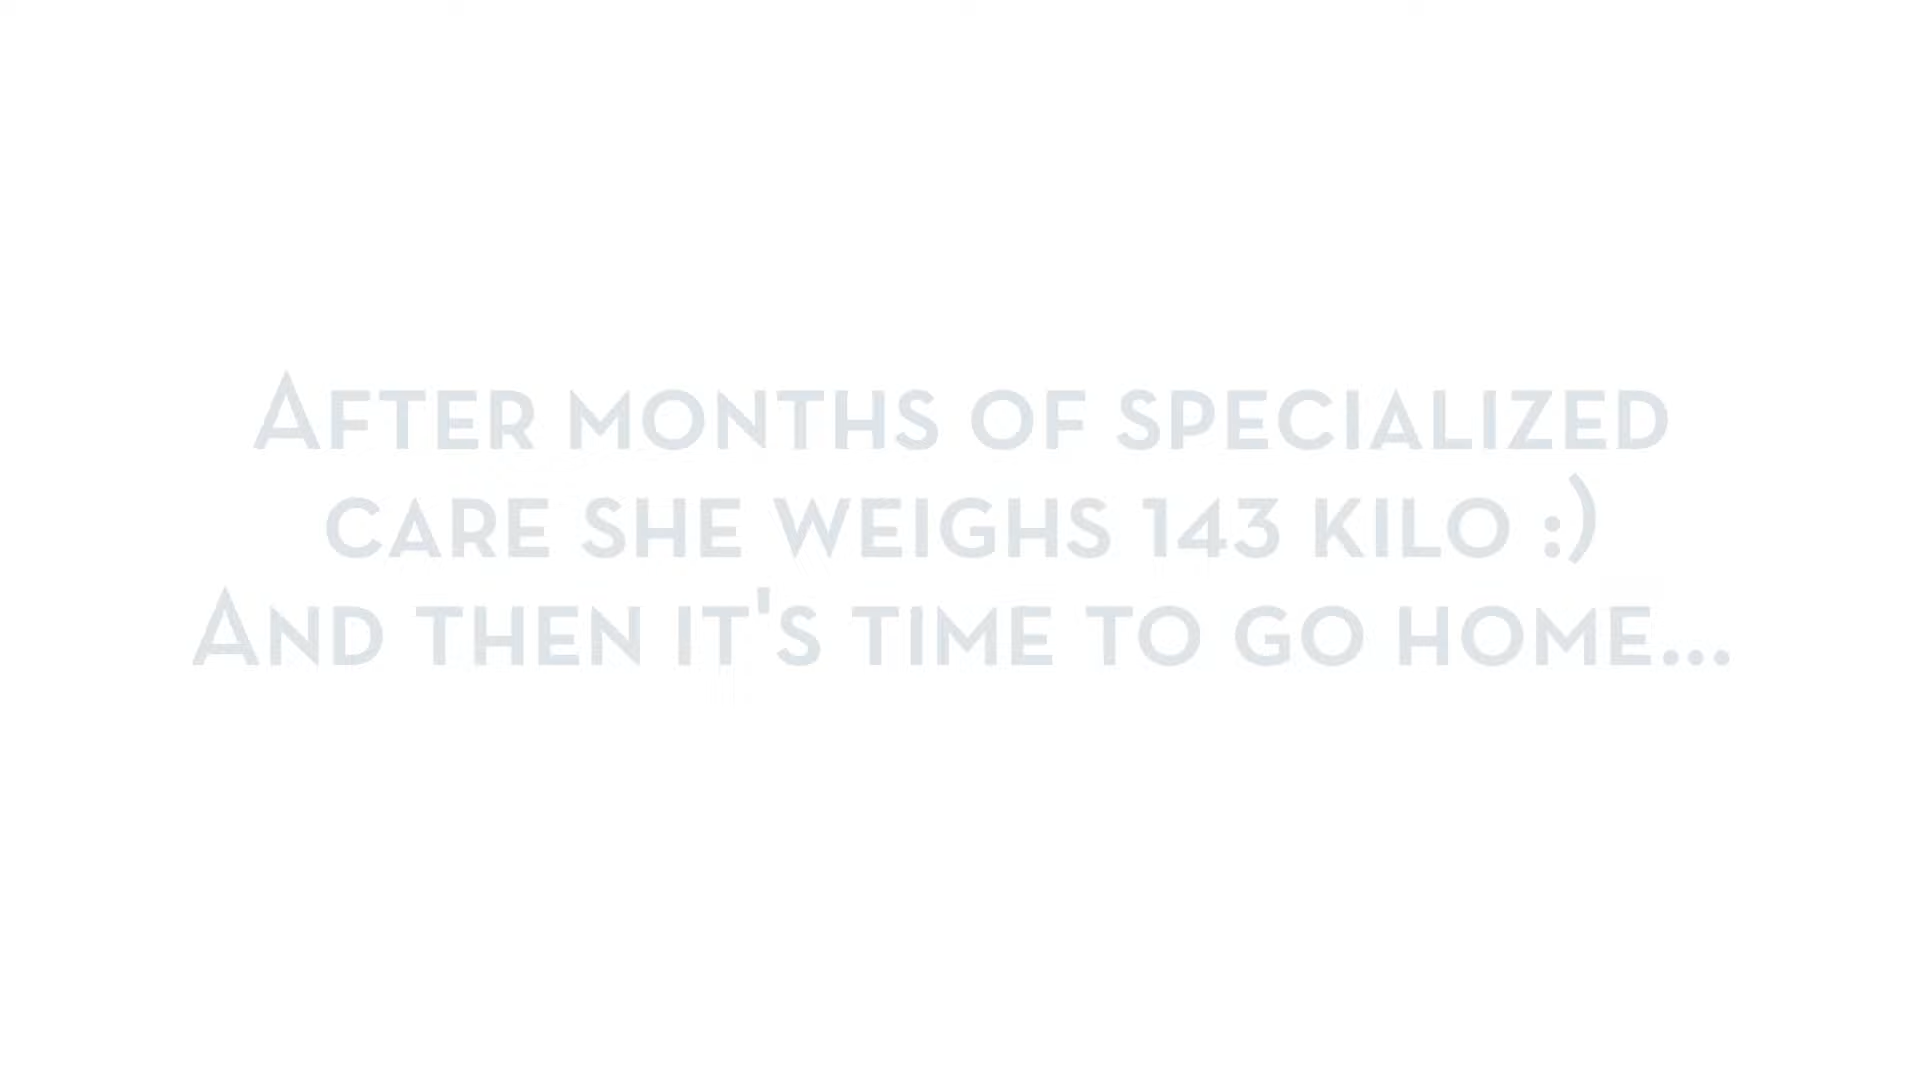 After months of specialized
care she weighs 143 kilo :)
And then it's time to go home...